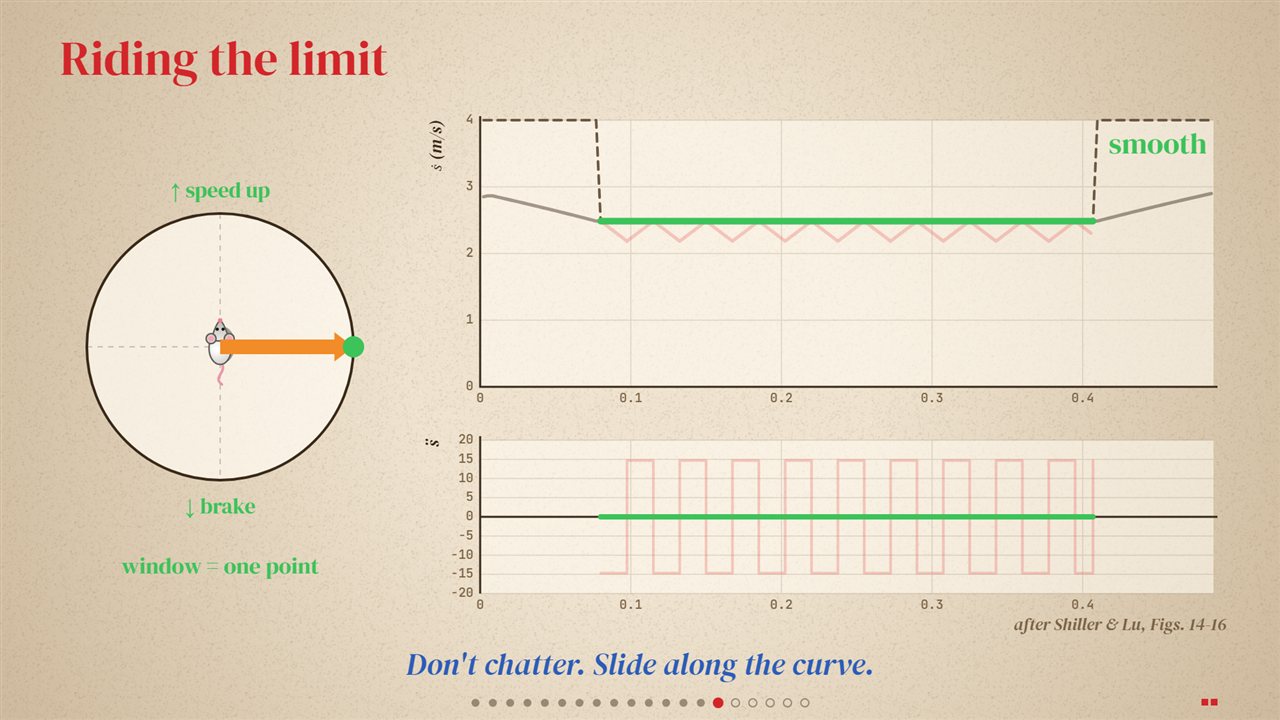 Riding the limit
↑ speed up
↓ brake
window = one point
ṡ (m/s)
4
3
2
1
0
0 0.1 0.2 0.3 0.4
smooth
s̈
20
15
10
5
0
-5
-10
-15
-20
0 0.1 0.2 0.3 0.4
after Shiller & Lu, Figs. 14-16
Don't chatter. Slide along the curve.